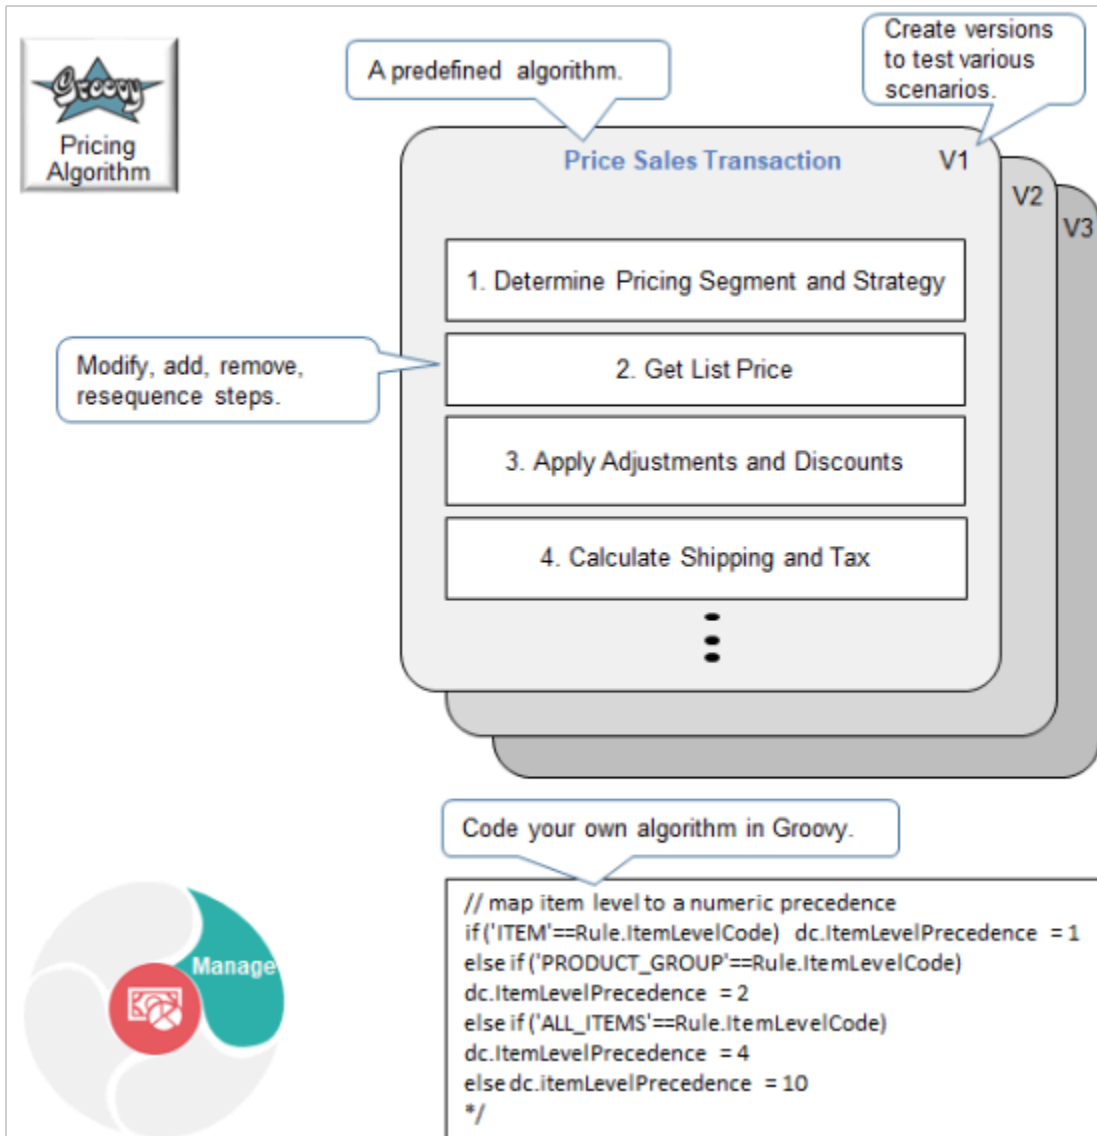 Groovy
Pricing
Algorithm
A predefined algorithm.
Create versions
to test various
scenarios.
Price Sales Transaction
V1
V2
V3
1. Determine Pricing Segment and Strategy
Modify, add, remove,
resequence steps.
2. Get List Price
3. Apply Adjustments and Discounts
4. Calculate Shipping and Tax
Code your own algorithm in Groovy.
// map item level to a numeric precedence
if ('ITEM'==Rule.ItemLevelCode) dc.ItemLevelPrecedence = 1
else if ('PRODUCT_GROUP'==Rule.ItemLevelCode)
dc.ItemLevelPrecedence = 2
else if ('ALL_ITEMS'==Rule.ItemLevelCode)
dc.ItemLevelPrecedence = 4
else dc.itemLevelPrecedence = 10
*/
Manage